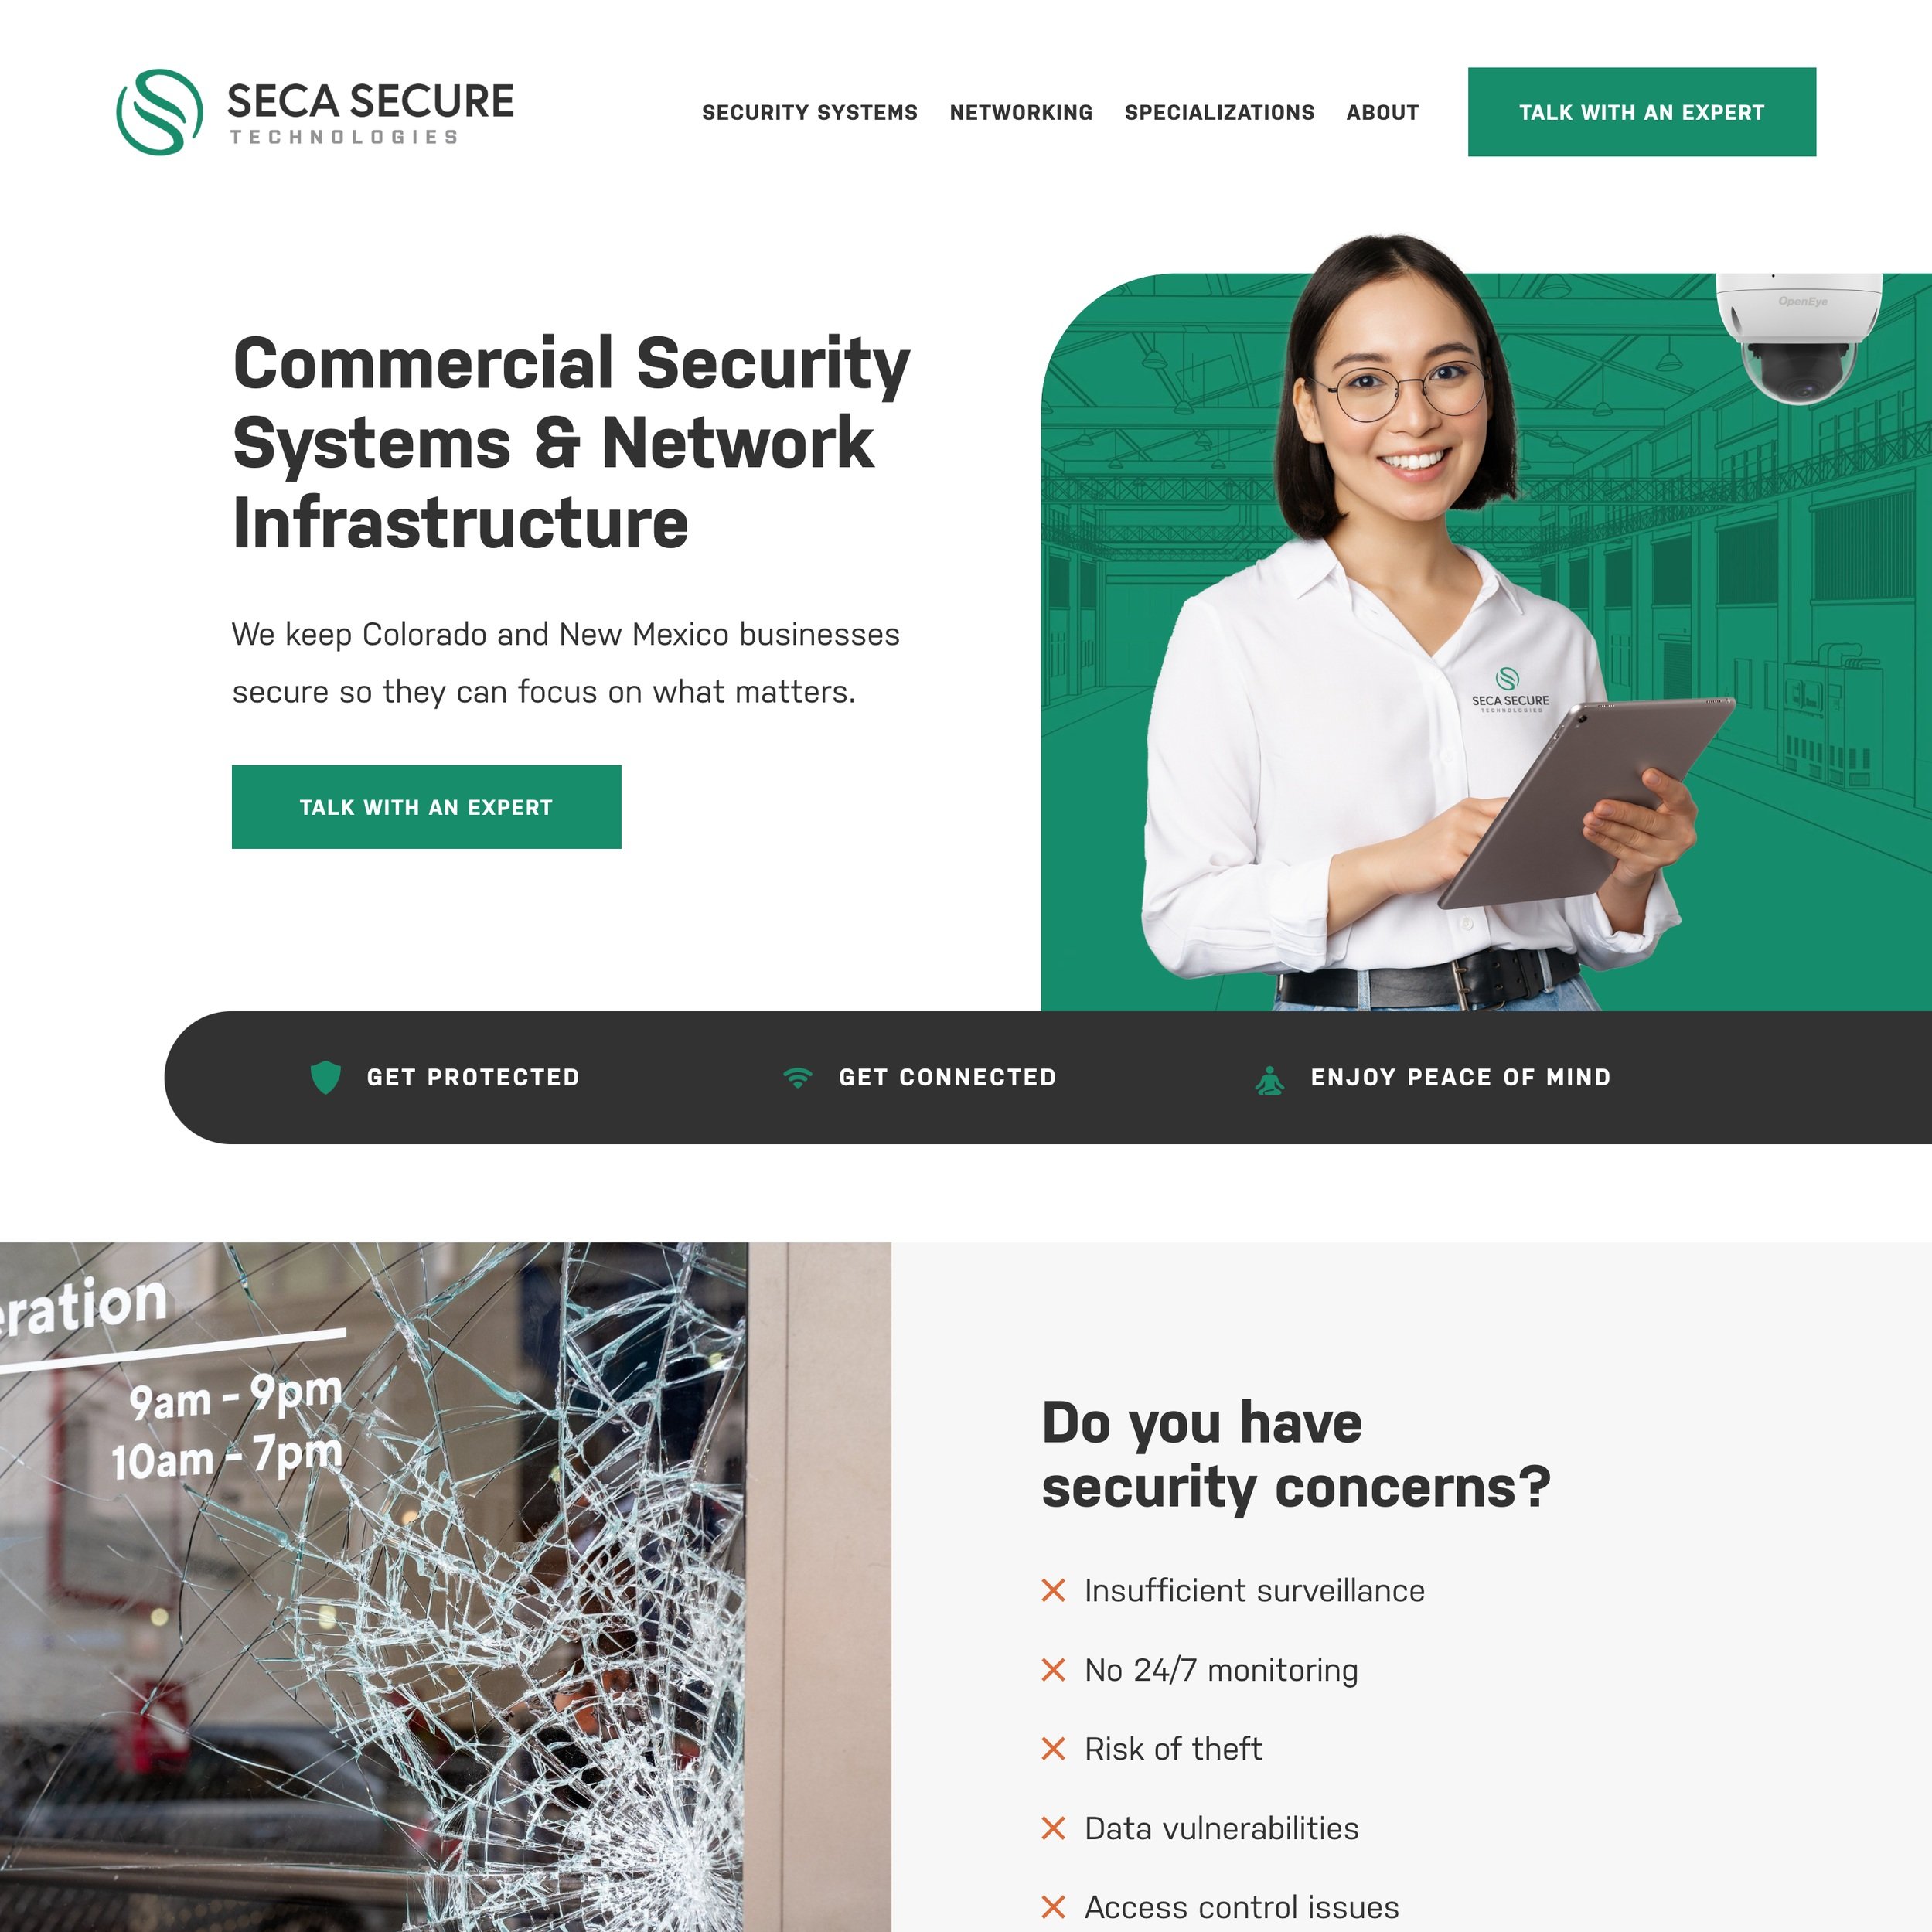 SECA SECURE
TECHNOLOGIES
SECURITY SYSTEMS NETWORKING SPECIALIZATIONS ABOUT TALK WITH AN EXPERT
OpenEye
Commercial Security
Systems & Network
Infrastructure
We keep Colorado and New Mexico businesses
secure so they can focus on what matters.
TALK WITH AN EXPERT
SECA SECURE
TECHNOLOGIES
GET PROTECTED GET CONNECTED ENJOY PEACE OF MIND
eration
9am - 9pm
10am - 7pm
Do you have
security concerns?
Insufficient surveillance
No 24/7 monitoring
Risk of theft
Data vulnerabilities
Access control issues